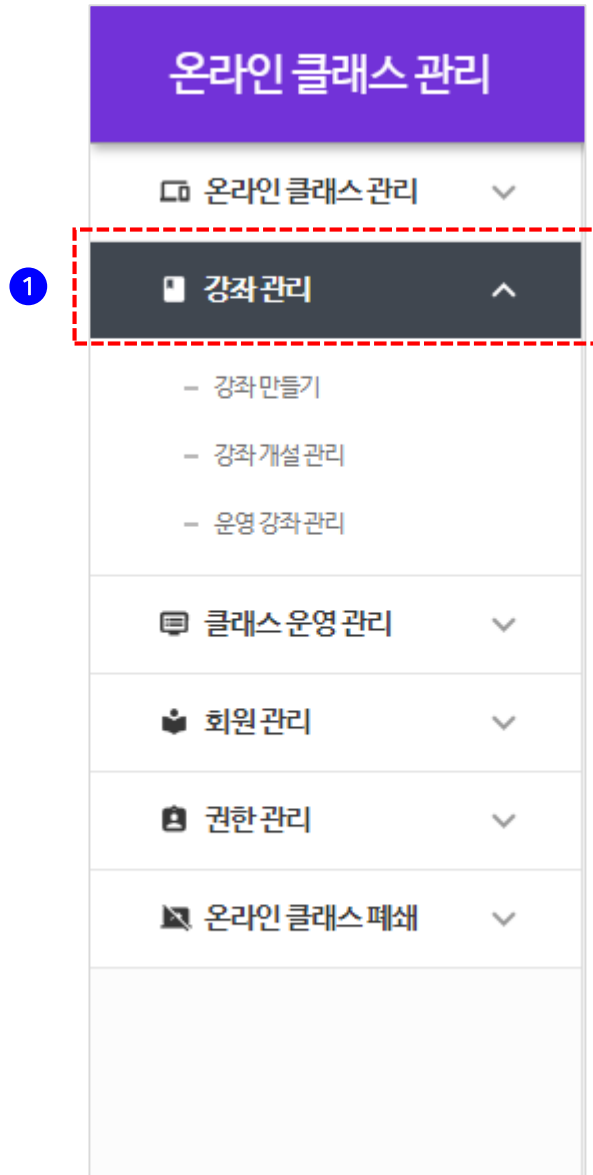 온라인 클래스 관리
온라인 클래스 관리
1
강좌 관리
– 강좌 만들기
– 강좌 개설 관리
– 운영 강좌 관리
클래스 운영 관리
회원 관리
권한 관리
온라인 클래스 폐쇄